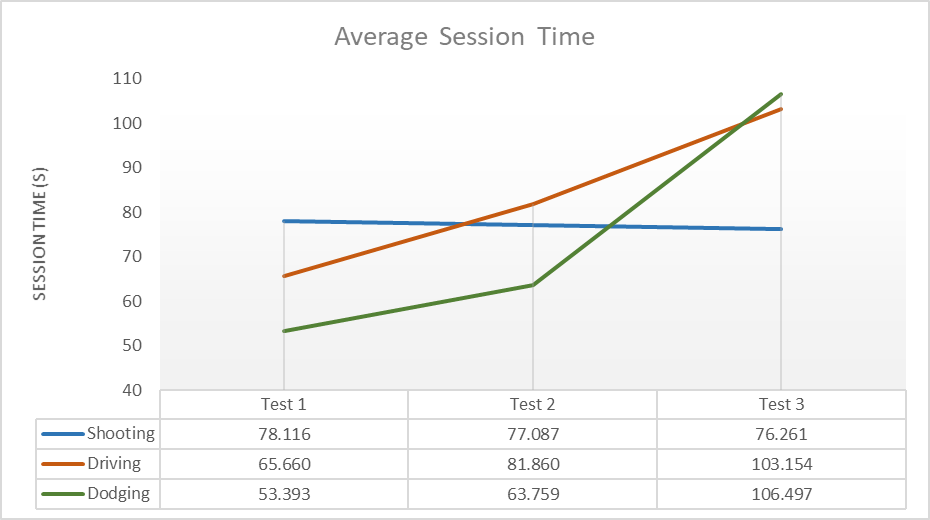 Average Session Time
110
100
90
80
70
60
50
40
SESSION TIME (S)
Test 1 Test 2 Test 3
Shooting 78.116 77.087 76.261
Driving 65.660 81.860 103.154
Dodging 53.393 63.759 106.497